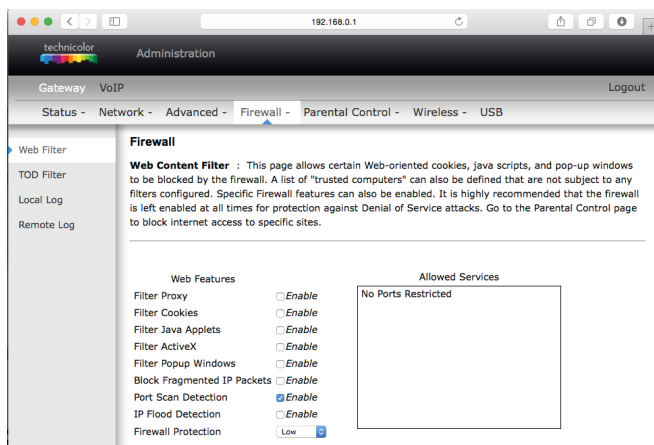 192.168.0.1
technicolor
Administration
Gateway VoIP Logout
Status - Network - Advanced - Firewall - Parental Control - Wireless - USB
Web Filter
TOD Filter
Local Log
Remote Log
Firewall
Web Content Filter : This page allows certain Web-oriented cookies, java scripts, and pop-up windows
to be blocked by the firewall. A list of "trusted computers" can also be defined that are not subject to any
filters configured. Specific Firewall features can also be enabled. It is highly recommended that the firewall
is left enabled at all times for protection against Denial of Service attacks. Go to the Parental Control page
to block internet access to specific sites.
Web Features
Filter Proxy Enable
Filter Cookies Enable
Filter Java Applets Enable
Filter ActiveX Enable
Filter Popup Windows Enable
Block Fragmented IP Packets Enable
Port Scan Detection Enable
IP Flood Detection Enable
Firewall Protection Low
Allowed Services
No Ports Restricted